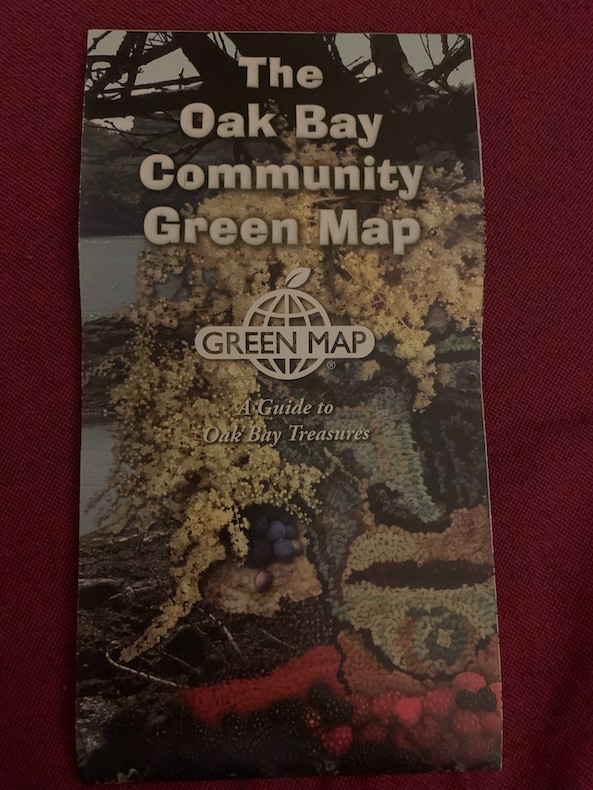 The
Oak Bay
Community
Green Map
GREEN MAP
®
A Guide to
Oak Bay Treasures